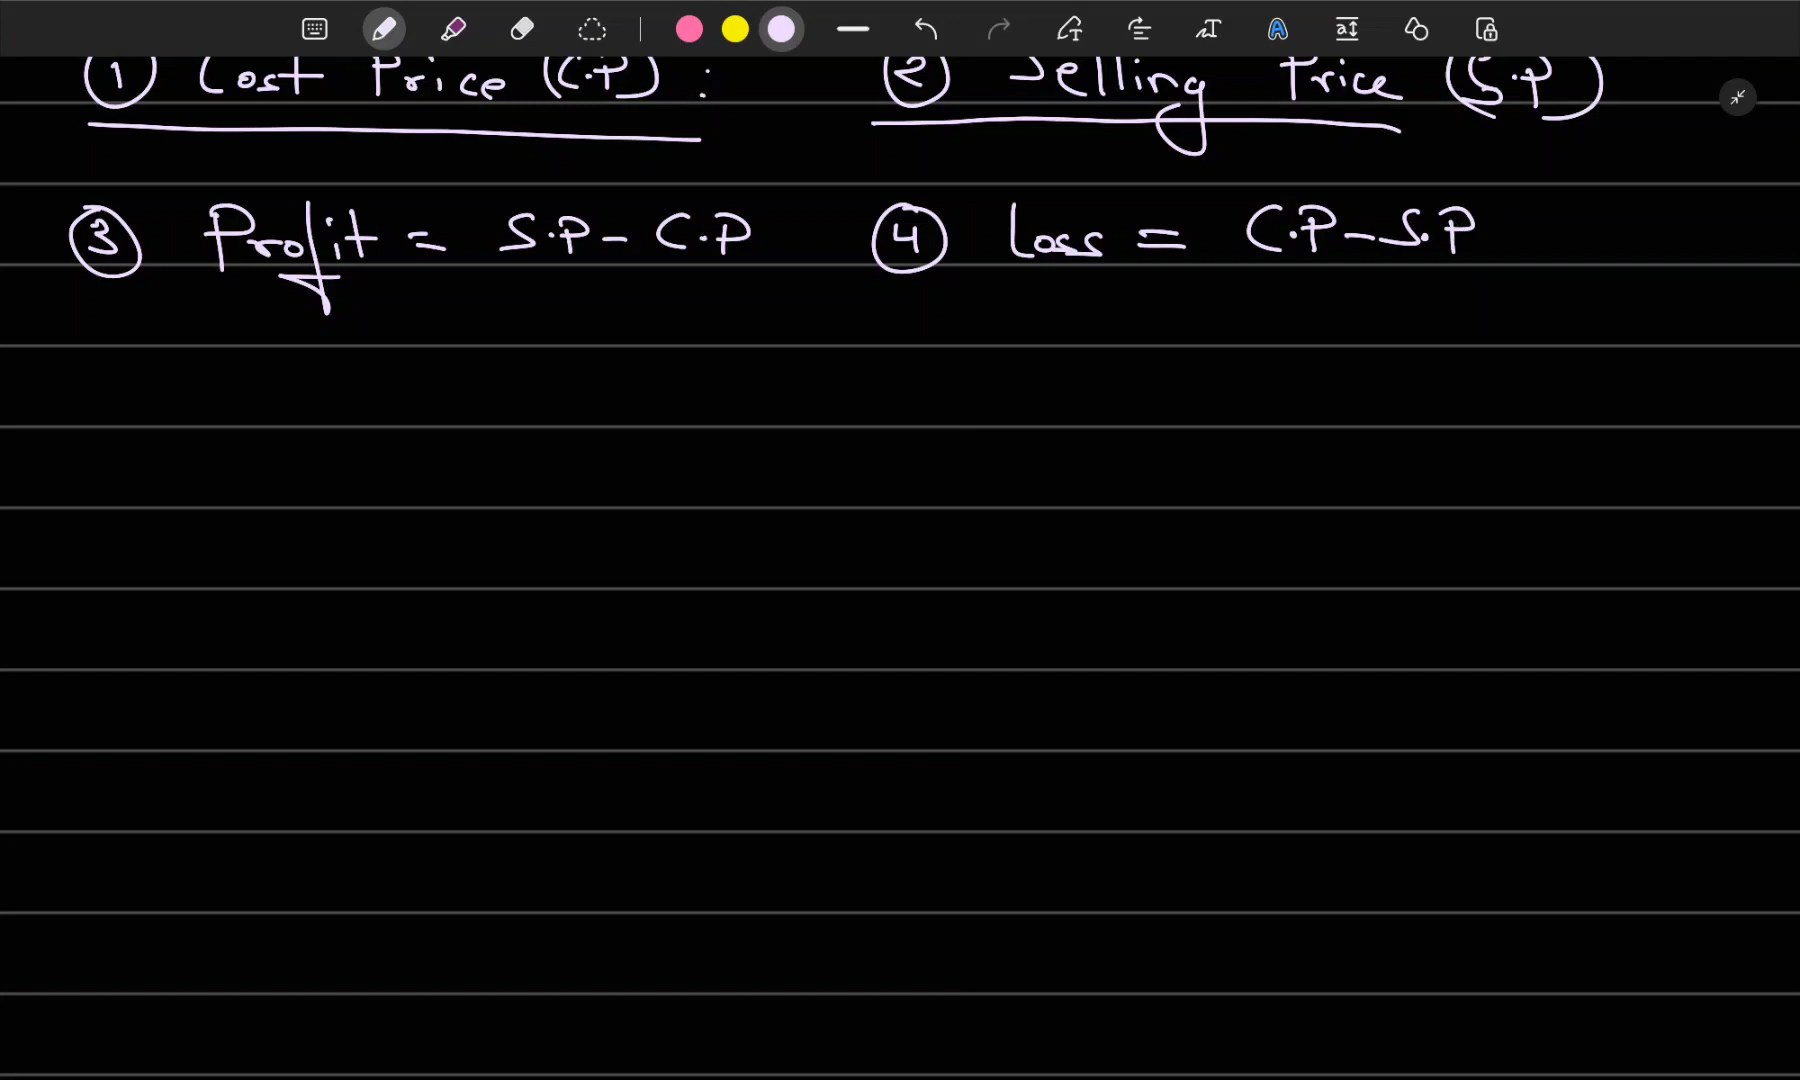 ① Cost Price (C.P) : ② Selling Price (S.P)
③ Profit = S.P - C.P ④ Loss = C.P - S.P